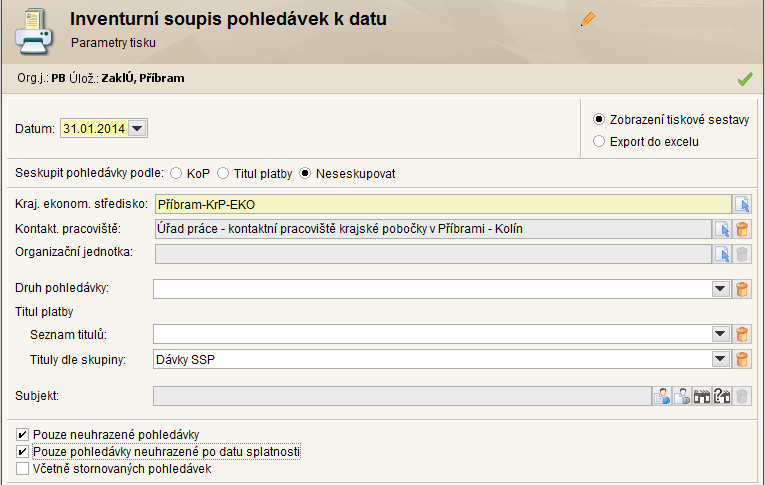 Inventurní soupis pohledávek k datu
Parametry tisku
Org.j.: PB Úlož.: ZaklÚ, Příbram
Datum: 31.01.2014
Zobrazení tiskové sestavy
Export do excelu
Seskupit pohledávky podle: KoP Titul platby Neseskupovat
Kraj. ekonom. středisko: Příbram-KrP-EKO
Kontakt. pracoviště: Úřad práce - kontaktní pracoviště krajské pobočky v Příbrami - Kolín
Organizační jednotka:
Druh pohledávky:
Titul platby
Seznam titulů:
Tituly dle skupiny: Dávky SSP
Subjekt:
Pouze neuhrazené pohledávky
Pouze pohledávky neuhrazené po datu splatnosti
Včetně stornovaných pohledávek